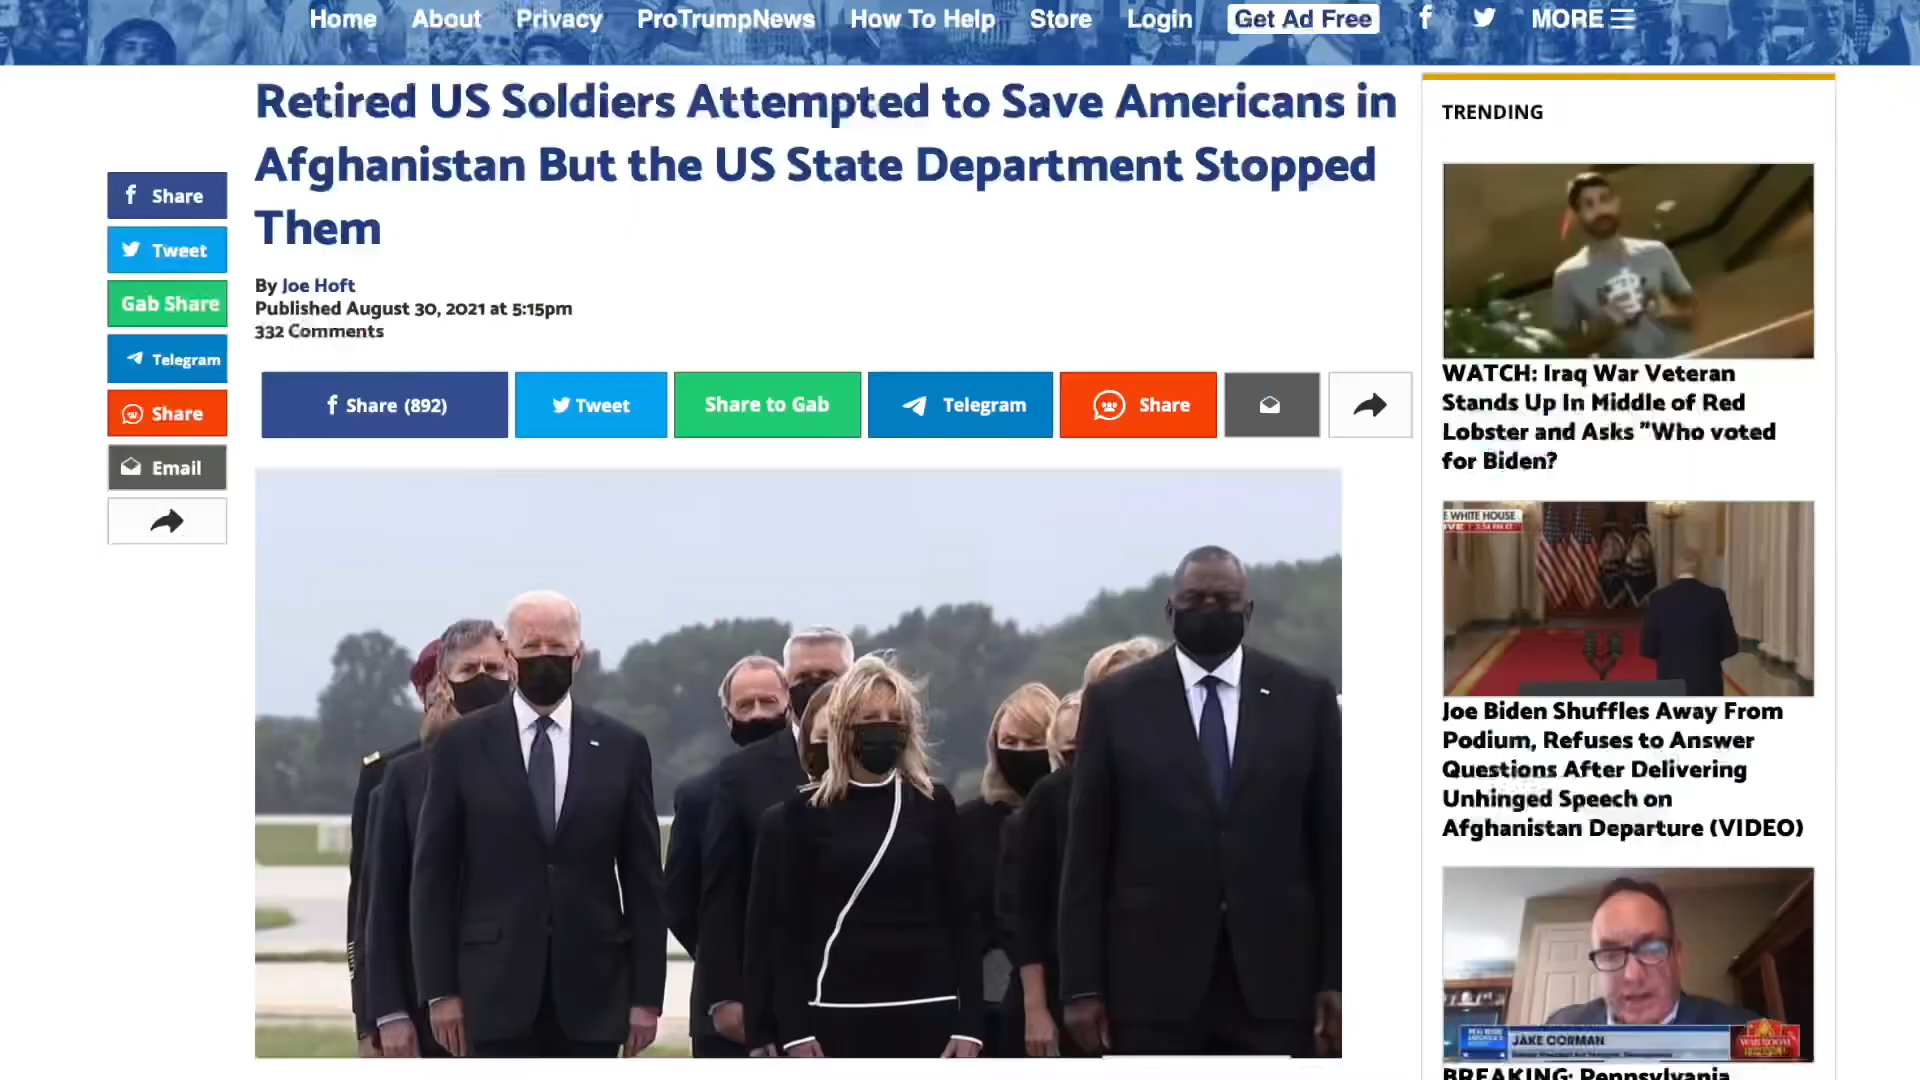 Home About Privacy ProTrumpNews How To Help Store Login Get Ad Free MORE
Retired US Soldiers Attempted to Save Americans in
Afghanistan But the US State Department Stopped
Them
By Joe Hoft
Published August 30, 2021 at 5:15pm
332 Comments
Share
Tweet
Gab Share
Telegram
Share
Email
Share (892) Tweet Share to Gab Telegram Share
TRENDING
WATCH: Iraq War Veteran
Stands Up In Middle of Red
Lobster and Asks "Who voted
for Biden?
E WHITE HOUSE
Joe Biden Shuffles Away From
Podium, Refuses to Answer
Questions After Delivering
Unhinged Speech on
Afghanistan Departure (VIDEO)
JAKE CORMAN
BREAKING: Pennsylvania